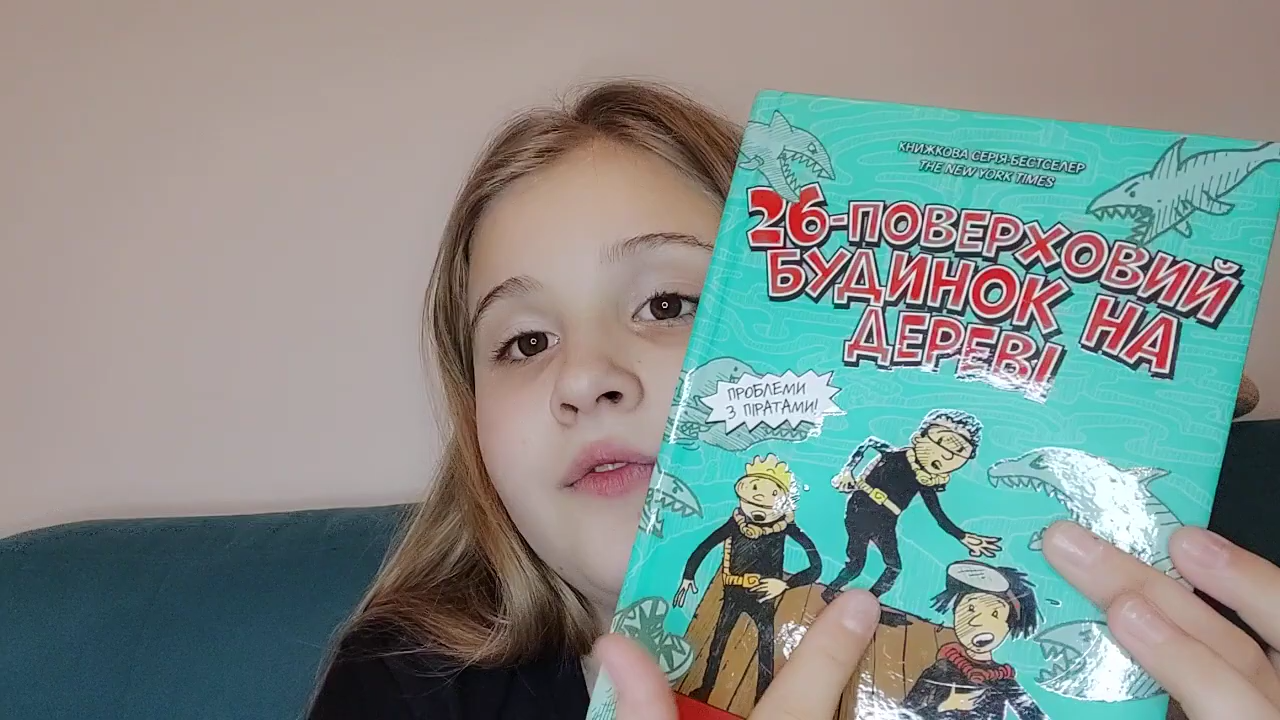 КНИЖКОВА СЕРІЯ-БЕСТСЕЛЕР
THE NEW YORK TIMES
26-ПОВЕРХОВИЙ
БУДИНОК НА
ДЕРЕВІ
ПРОБЛЕМИ
З ПІРАТАМИ!